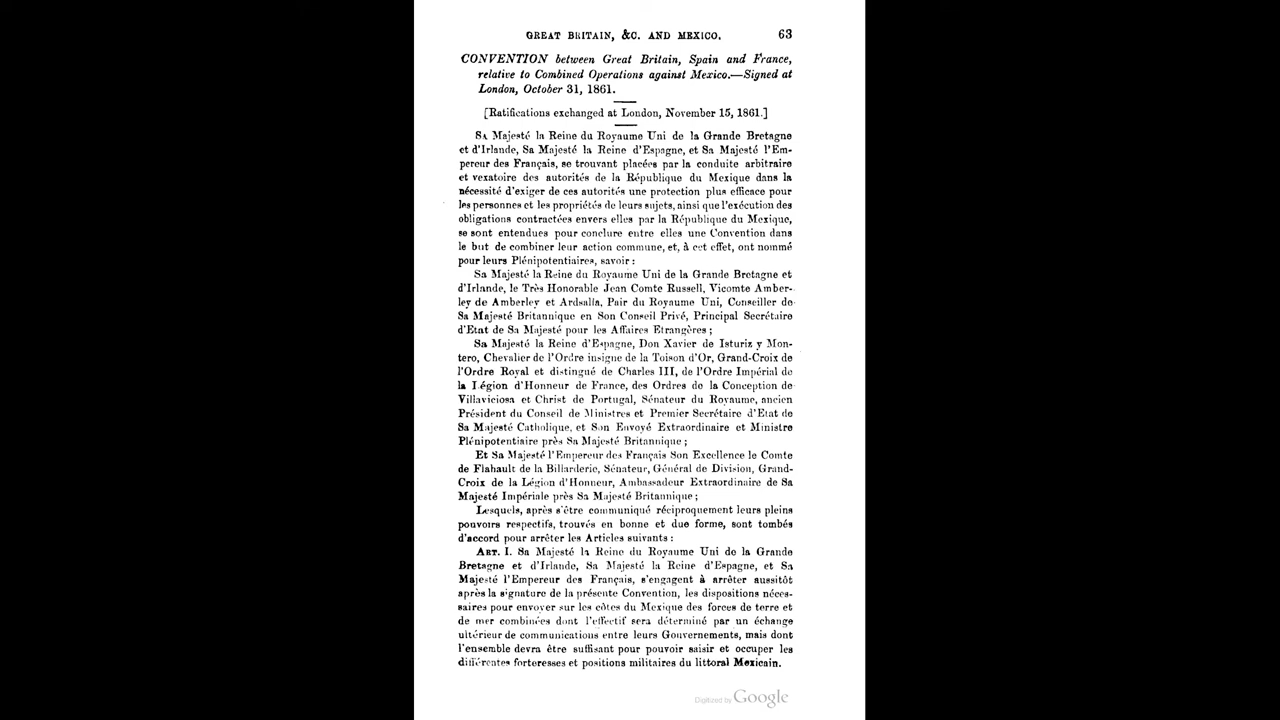 GREAT BRITAIN, &C. AND MEXICO. 63
CONVENTION between Great Britain, Spain and France,
relative to Combined Operations against Mexico.—Signed at
London, October 31, 1861.
[Ratifications exchanged at London, November 15, 1861.]
SA Majesté la Reine du Royaume Uni de la Grande Bretagne
et d'Irlande, Sa Majesté la Reine d'Espagne, et Sa Majesté l'Em-
pereur des Français, se trouvant placées par la conduite arbitraire
et vexatoire des autorités de la République du Mexique dans la
nécessité d'exiger de ces autorités une protection plus efficace pour
les personnes et les propriétés de leurs sujets, ainsi que l'exécution des
obligations contractées envers elles par la République du Mexique,
se sont entendues pour conclure entre elles une Convention dans
le but de combiner leur action commune, et, à cet effet, ont nommé
pour leurs Plénipotentiaires, savoir :
Sa Majesté la Reine du Royaume Uni de la Grande Bretagne et
d'Irlande, le Très Honorable Jean Comte Russell, Vicomte Amber-
ley de Amberley et Ardsalla, Pair du Royaume Uni, Conseiller de
Sa Majesté Britannique en Son Conseil Privé, Principal Secrétaire
d'Etat de Sa Majesté pour les Affaires Etrangères ;
Sa Majesté la Reine d'Espagne, Don Xavier de Isturiz y Mon-
tero, Chevalier de l'Ordre insigne de la Toison d'Or, Grand-Croix de
l'Ordre Royal et distingué de Charles III, de l'Ordre Impérial de
la Légion d'Honneur de France, des Ordres de la Conception de
Villaviciosa et Christ de Portugal, Sénateur du Royaume, ancien
Président du Conseil de Ministres et Premier Secrétaire d'Etat de
Sa Majesté Catholique, et Son Envoyé Extraordinaire et Ministre
Plénipotentiaire près Sa Majesté Britannique ;
Et Sa Majesté l'Empereur des Français Son Excellence le Comte
de Flahault de la Billarderie, Sénateur, Général de Division, Grand-
Croix de la Légion d'Honneur, Ambassadeur Extraordinaire de Sa
Majesté Impériale près Sa Majesté Britannique ;
Lesquels, après s'être communiqué réciproquement leurs pleins
pouvoirs respectifs, trouvés en bonne et due forme, sont tombés
d'accord pour arrêter les Articles suivants :
ART. I. Sa Majesté la Reine du Royaume Uni de la Grande
Bretagne et d'Irlande, Sa Majesté la Reine d'Espagne, et Sa
Majesté l'Empereur des Français, s'engagent à arrêter aussitôt
après la signature de la présente Convention, les dispositions néces-
saires pour envoyer sur les côtes du Mexique des forces de terre et
de mer combinées dont l'effectif sera déterminé par un échange
ultérieur de communications entre leurs Gouvernements, mais dont
l'ensemble devra être suffisant pour pouvoir saisir et occuper les
différentes forteresses et positions militaires du littoral Mexicain.
Digitized by Google